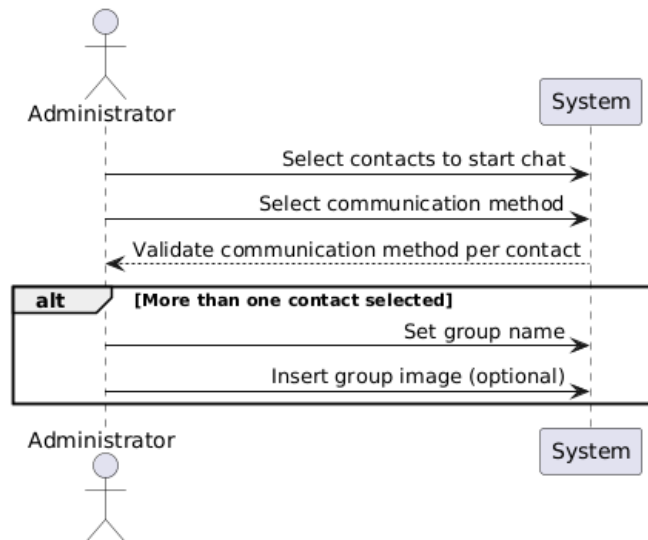 Administrator
System
Select contacts to start chat
Select communication method
Validate communication method per contact
alt [More than one contact selected]
Set group name
Insert group image (optional)
Administrator
System